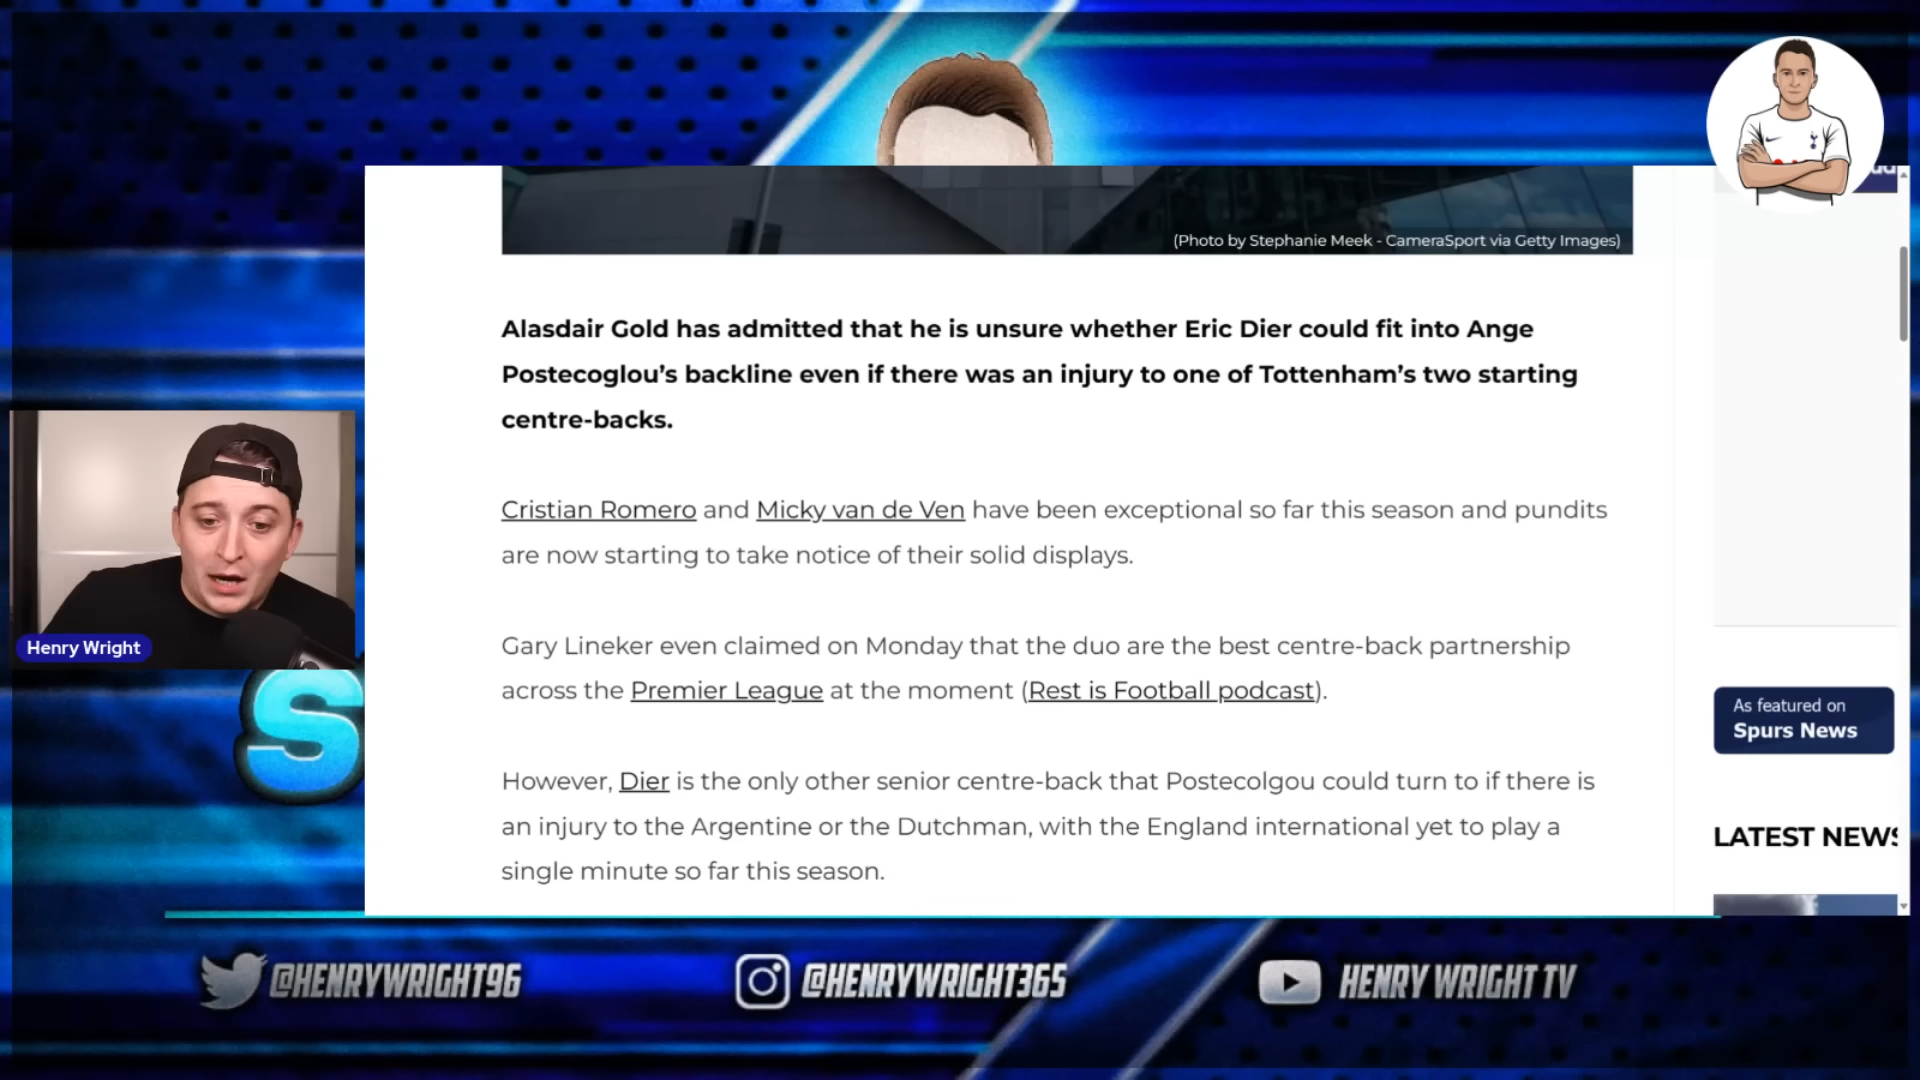 (Photo by Stephanie Meek - CameraSport via Getty Images)
Alasdair Gold has admitted that he is unsure whether Eric Dier could fit into Ange
Postecoglou’s backline even if there was an injury to one of Tottenham’s two starting
centre-backs.
Cristian Romero and Micky van de Ven have been exceptional so far this season and pundits
are now starting to take notice of their solid displays.
Gary Lineker even claimed on Monday that the duo are the best centre-back partnership
across the Premier League at the moment (Rest is Football podcast).
However, Dier is the only other senior centre-back that Postecolgou could turn to if there is
an injury to the Argentine or the Dutchman, with the England international yet to play a
single minute so far this season.
Henry Wright
S
As featured on
Spurs News
LATEST NEWS
@HENRYWRIGHT96
@HENRYWRIGHT365
HENRY WRIGHT TV